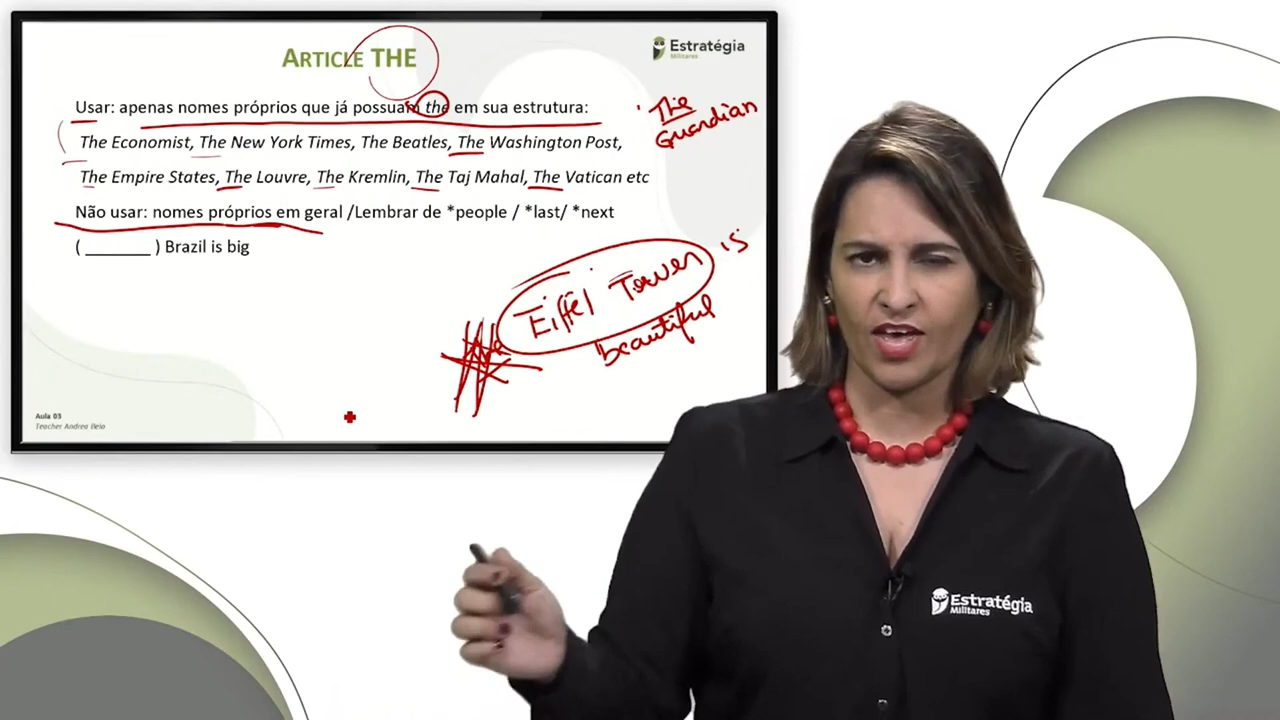 ARTICLE THE
Estratégia
Militares
Usar: apenas nomes próprios que já possuam the em sua estrutura:
The Economist, The New York Times, The Beatles, The Washington Post,
The Empire States, The Louvre, The Kremlin, The Taj Mahal, The Vatican etc
Não usar: nomes próprios em geral /Lembrar de *people / *last/ *next
( _______ ) Brazil is big
The
Guardian
Eiffel Tower is
beautiful
Aula 03
Teacher Andrea Belo
Estratégia
Militares